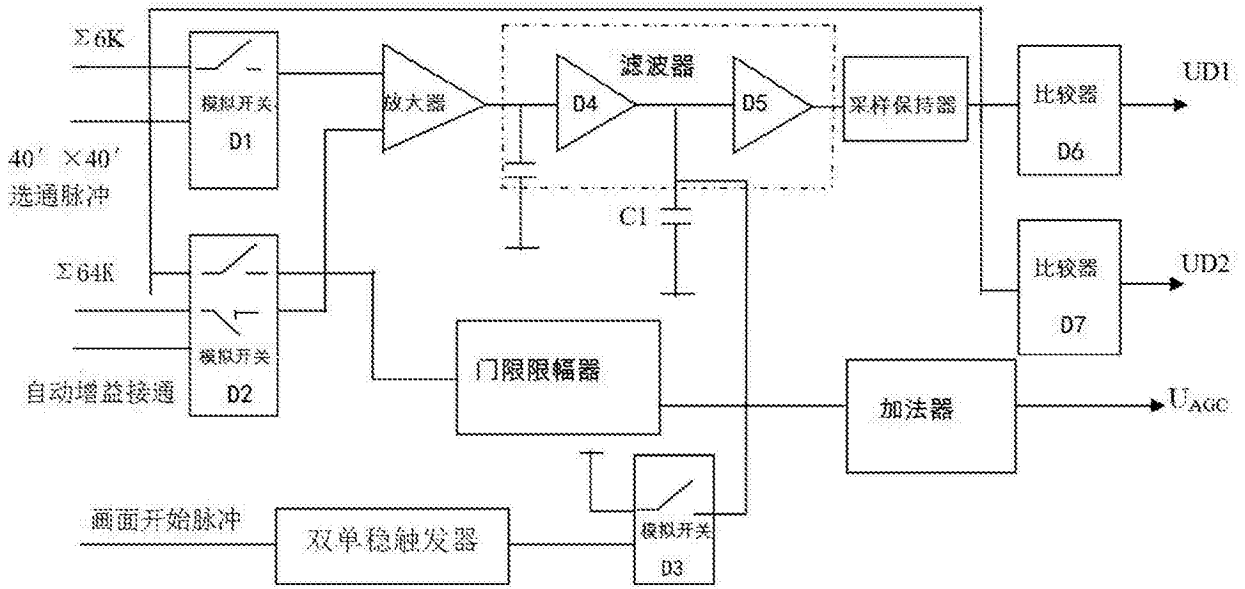 Σ6K
模拟开关
D1
40′ ×40′
选通脉冲
放大器
滤波器
D4
D5
采样保持器
比较器
D6
UD1
C1
Σ64K
模拟开关
D2
自动增益接通
比较器
D7
UD2
门限限幅器
加法器
UAGC
画面开始脉冲
双单稳触发器
模拟开关
D3